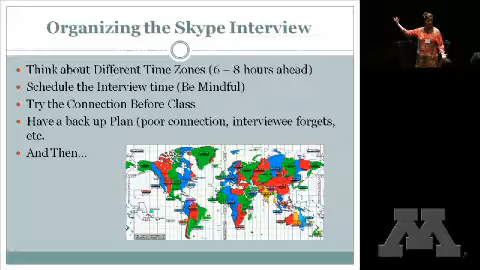 Organizing the Skype Interview
• Think about Different Time Zones (6 – 8 hours ahead)
• Schedule the Interview time (Be Mindful)
• Try the Connection Before Class
• Have a back up Plan (poor connection, interviewee forgets,
etc.
• And Then...
M